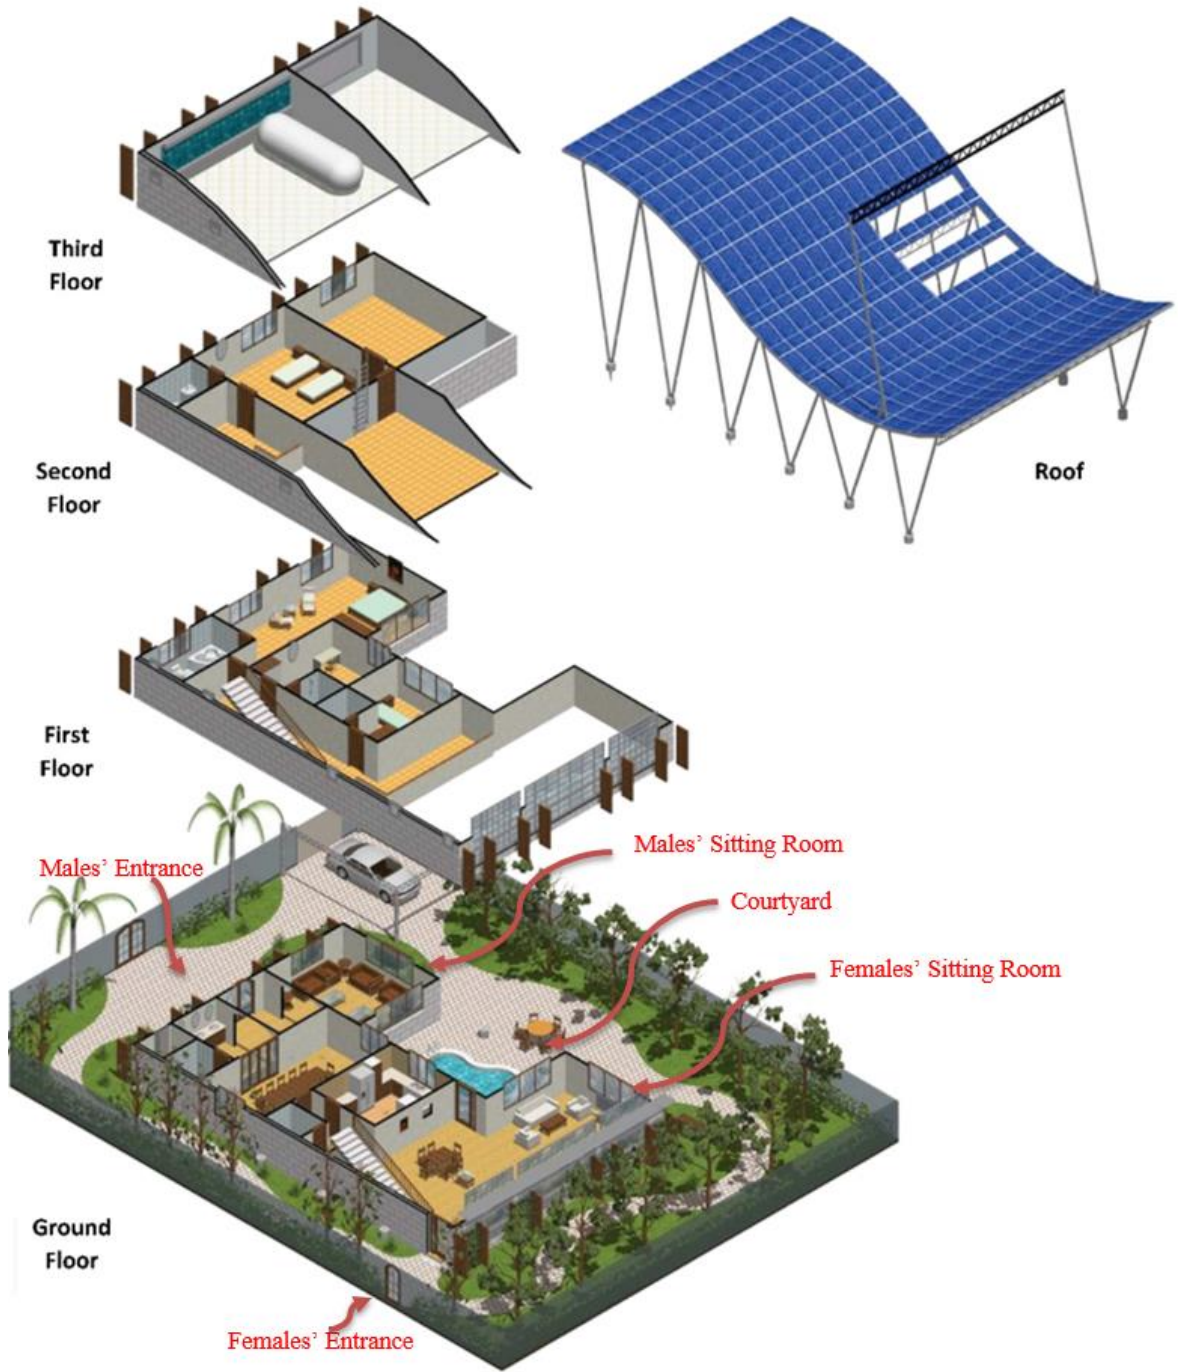 Third
Floor
Second
Floor
Roof
First
Floor
Males’ Sitting Room
Males’ Entrance
Courtyard
Females’ Sitting Room
Ground
Floor
Females’ Entrance